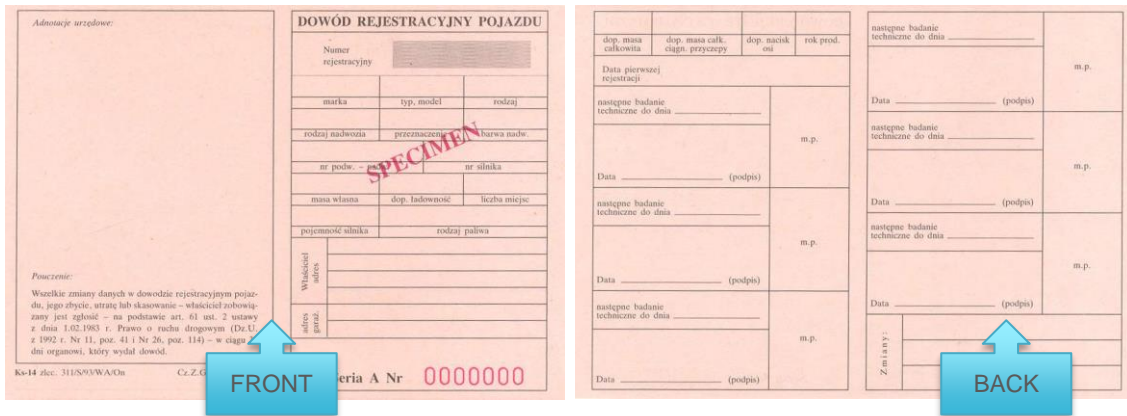 Adnotacje urzędowe:
Pouczenie:
Wszelkie zmiany danych w dowodzie rejestracyjnym pojaz-
du, jego zbycie, utratę lub skasowanie – właściciel zobowią-
zany jest zgłosić – na podstawie art. 61 ust. 2 ustawy
z dnia 1.02.1983 r. Prawo o ruchu drogowym (Dz.U.
z 1992 r. Nr 11, poz. 41 i Nr 26, poz. 114) – w ciągu
dni organowi, który wydał dowód.
Ks-14 zlec. 311/S/93/WA/On Cz.Z.G
DOWÓD REJESTRACYJNY POJAZDU
Numer
rejestracyjny
marka typ, model rodzaj
rodzaj nadwozia przeznaczenie barwa nadw.
SPECIMEN
nr podw. – nr silnika
masa własna dop. ładowność liczba miejsc
pojemność silnika rodzaj paliwa
Właściciel
adres
adres
garaż.
eria A Nr 0000000
FRONT
dop. masa
całkowita
dop. masa całk.
ciągn. przyczepy
dop. nacisk
osi
rok prod.
Data pierwszej
rejestracji
następne badanie
techniczne do dnia
m.p.
Data (podpis)
następne badanie
techniczne do dnia
m.p.
Data (podpis)
następne badanie
techniczne do dnia
m.p.
Data (podpis)
następne badanie
techniczne do dnia
m.p.
Data (podpis)
następne badanie
techniczne do dnia
m.p.
Data (podpis)
następne badanie
techniczne do dnia
m.p.
Data (podpis)
Zmiany:
BACK